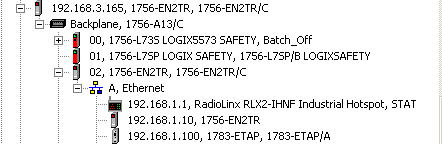 192.168.3.165, 1756-EN2TR, 1756-EN2TR/C
Backplane, 1756-A13/C
00, 1756-L73S LOGIX5573 SAFETY, Batch_Off
01, 1756-L7SP LOGIX SAFETY, 1756-L7SP/B LOGIXSAFETY
02, 1756-EN2TR, 1756-EN2TR/C
A, Ethernet
192.168.1.1, RadioLinx RLX2-IHNF Industrial Hotspot, STAT
192.168.1.10, 1756-EN2TR
192.168.1.100, 1783-ETAP, 1783-ETAP/A